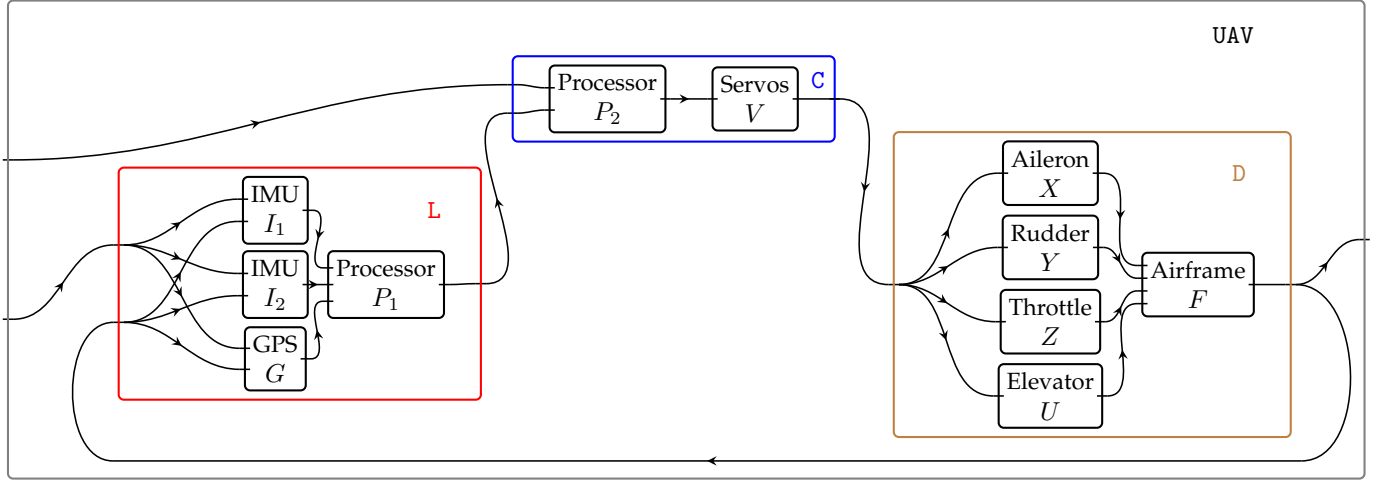 UAV
Processor
P₂
Servos
V
C
IMU
I₁
L
IMU
I₂
Processor
P₁
GPS
G
Aileron
X
D
Rudder
Y
Airframe
F
Throttle
Z
Elevator
U